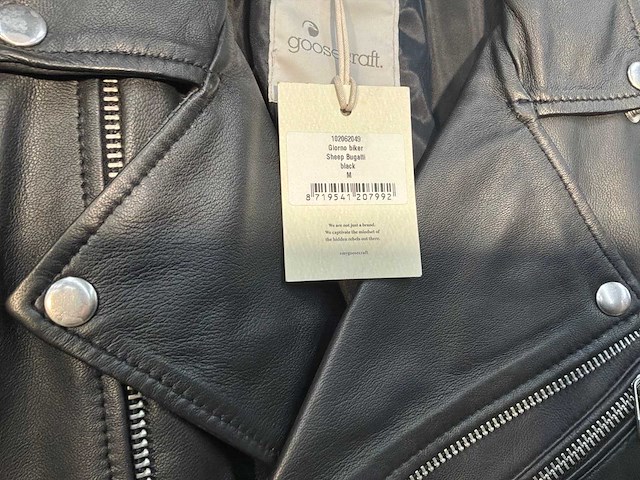 goosecraft.
102062049
Giorno biker
Sheep Bugatti
black
M
8 719541 207992
We are not just a brand.
We captivate the mindset of
the hidden rebels out there.